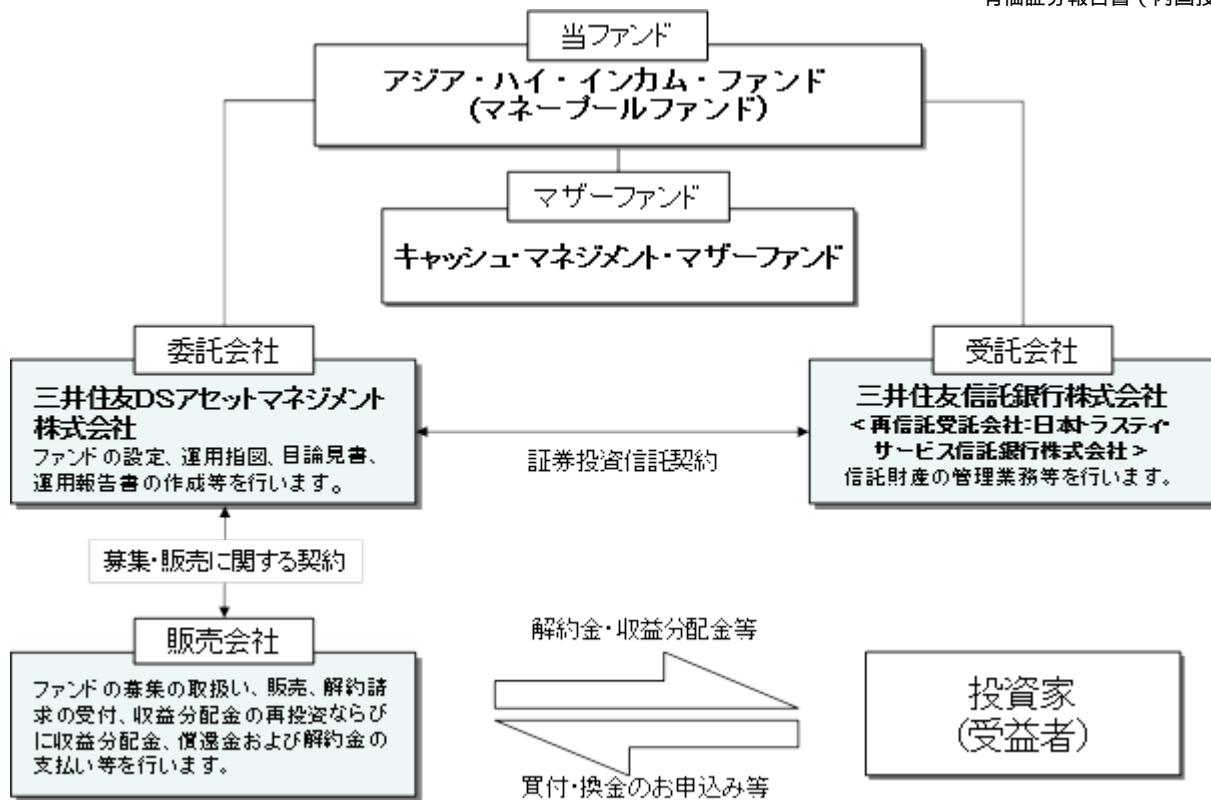 有価証券報告書（内国投
当ファンド
アジア・ハイ・インカム・ファンド
(マネープールファンド)
マザーファンド
キャッシュ・マネジメント・マザーファンド
委託会社
三井住友DSアセットマネジメント
株式会社
ファンドの設定、運用指図、目論見書、
運用報告書の作成等を行います。
証券投資信託契約
受託会社
三井住友信託銀行株式会社
<再信託受託会社:日本トラスティ・
サービス信託銀行株式会社>
信託財産の管理業務等を行います。
募集・販売に関する契約
販売会社
ファンドの募集の取扱い、販売、解約請
求の受付、収益分配金の再投資ならび
に収益分配金、償還金および解約金の
支払い等を行います。
解約金・収益分配金等
買付・換金のお申込み等
投資家
(受益者)